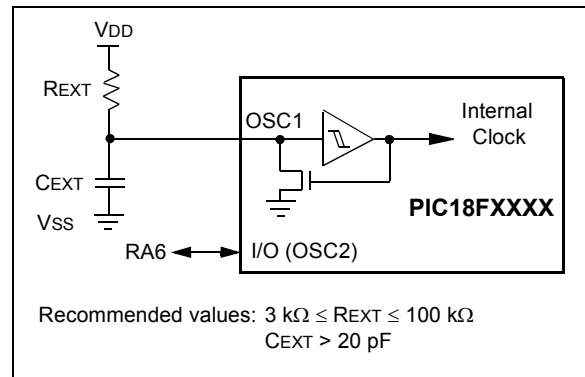 VDD
REXT
OSC1
Internal
Clock
CEXT
PIC18FXXXX
VSS
RA6
I/O (OSC2)
Recommended values: 3 kΩ ≤ REXT ≤ 100 kΩ
CEXT > 20 pF